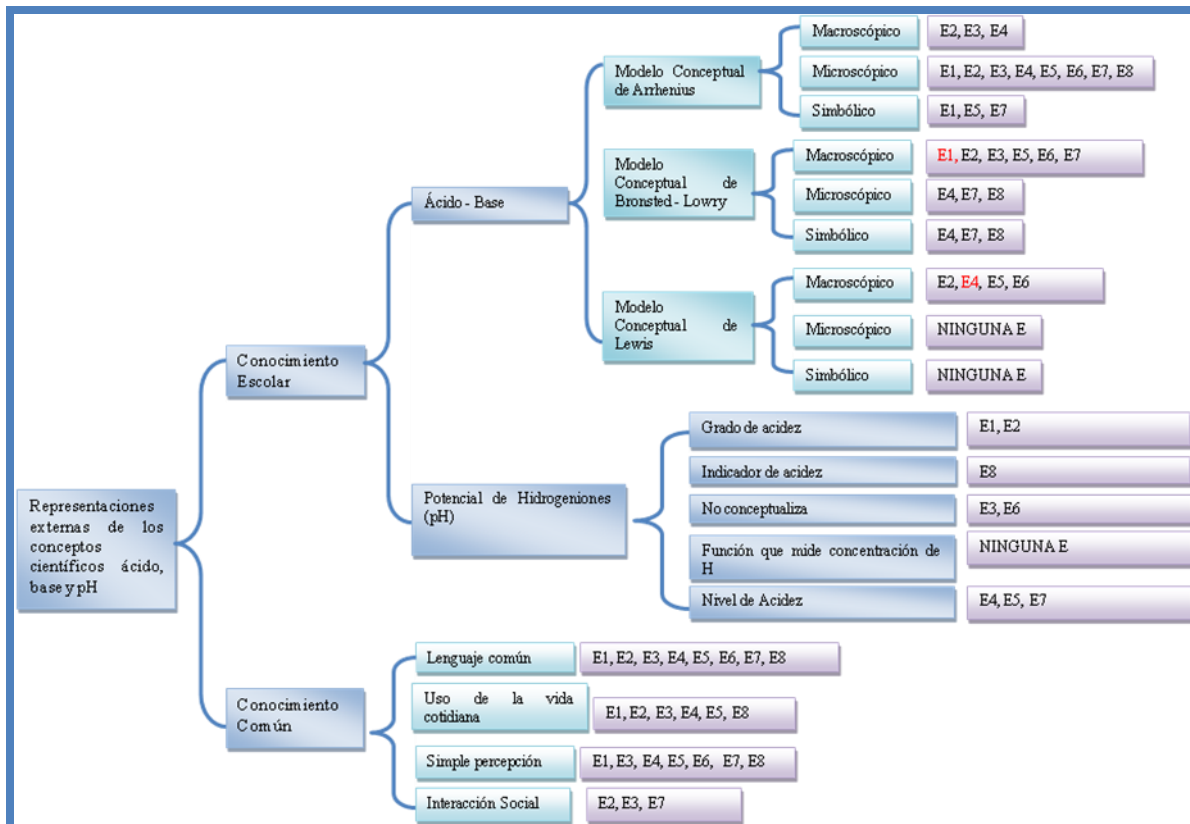 Representaciones
externas de los
conceptos
científicos ácido,
base y pH
Conocimiento
Escolar
Ácido - Base
Modelo Conceptual
de Arrhenius
Macroscópico
E2, E3, E4
Microscópico
E1, E2, E3, E4, E5, E6, E7, E8
Simbólico
E1, E5, E7
Modelo
Conceptual de
Bronsted - Lowry
Macroscópico
E1, E2, E3, E5, E6, E7
Microscópico
E4, E7, E8
Simbólico
E4, E7, E8
Modelo
Conceptual de
Lewis
Macroscópico
E2, E4, E5, E6
Microscópico
NINGUNA E
Simbólico
NINGUNA E
Potencial de Hidrogeniones
(pH)
Grado de acidez
E1, E2
Indicador de acidez
E8
No conceptualiza
E3, E6
Función que mide concentración de
H
NINGUNA E
Nivel de Acidez
E4, E5, E7
Conocimiento
Común
Lenguaje común
E1, E2, E3, E4, E5, E6, E7, E8
Uso de la vida
cotidiana
E1, E2, E3, E4, E5, E8
Simple percepción
E1, E3, E4, E5, E6, E7, E8
Interacción Social
E2, E3, E7